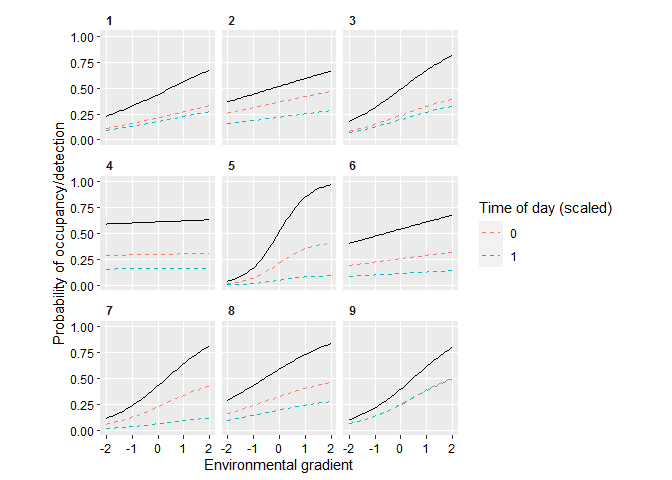 1 2 3
1.00
0.75
0.50
0.25
0.00
4 5 6
1.00
0.75
0.50
0.25
0.00
7 8 9
1.00
0.75
0.50
0.25
0.00
-2 -1 0 1 2 -2 -1 0 1 2 -2 -1 0 1 2
Environmental gradient
Probability of occupancy/detection
Time of day (scaled)
0
1